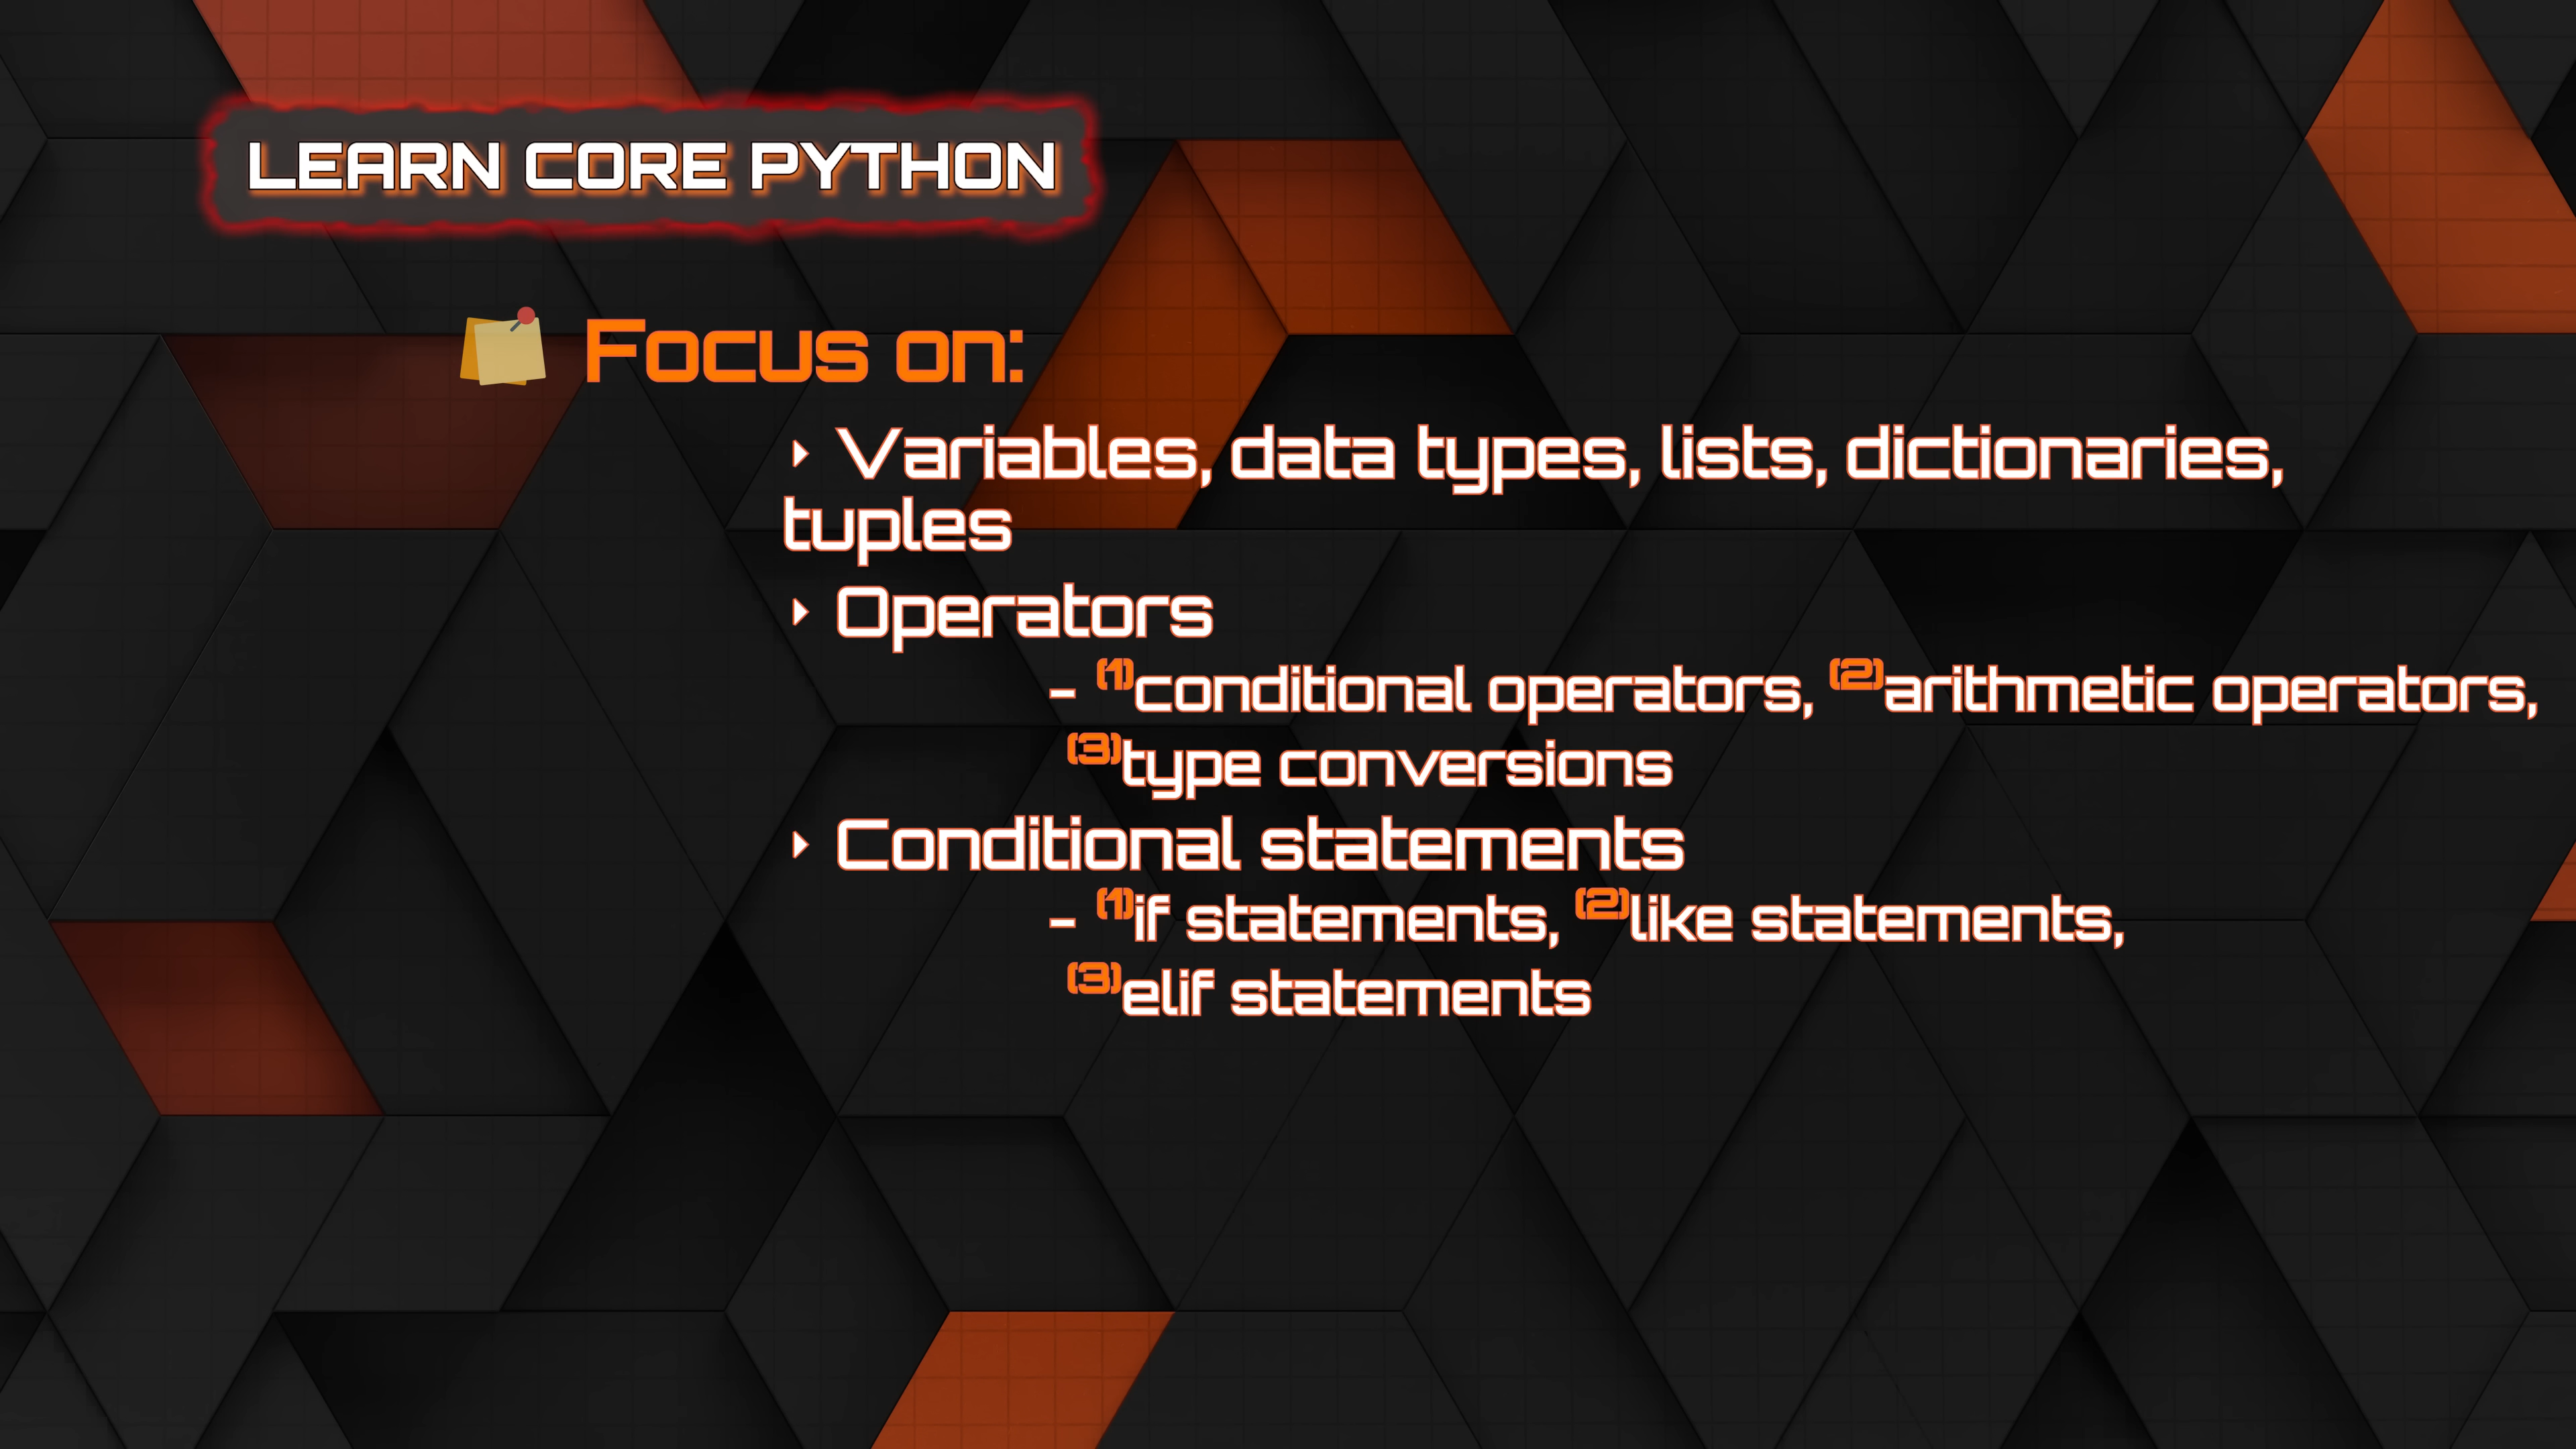 LEARN CORE PYTHON
Focus on:
‣ Variables, data types, lists, dictionaries,
tuples
‣ Operators
- (1)conditional operators, (2)arithmetic operators,
(3)type conversions
‣ Conditional statements
- (1)if statements, (2)like statements,
(3)elif statements